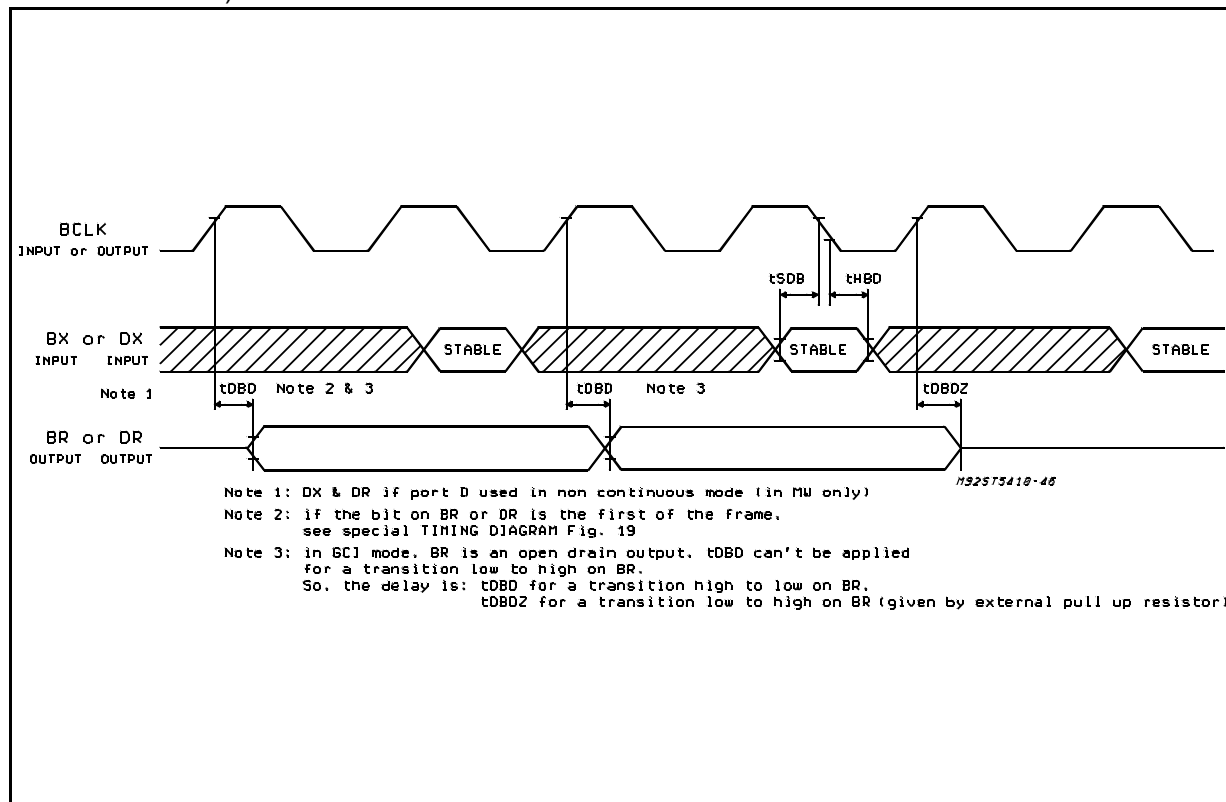 BCLK
INPUT or OUTPUT
tSDB tHBD
BX or DX
INPUT INPUT
STABLE STABLE STABLE
Note 1
tDBD Note 2 & 3 tDBD Note 3 tDBDZ
BR or DR
OUTPUT OUTPUT
M92ST5410-46
Note 1: DX & DR if port D used in non continuous mode (in MW only)
Note 2: if the bit on BR or DR is the first of the frame,
see special TIMING DIAGRAM Fig. 19
Note 3: in GCI mode, BR is an open drain output, tDBD can't be applied
for a transition low to high on BR.
So, the delay is: tDBD for a transition high to low on BR,
tDBDZ for a transition low to high on BR (given by external pull up resistor)